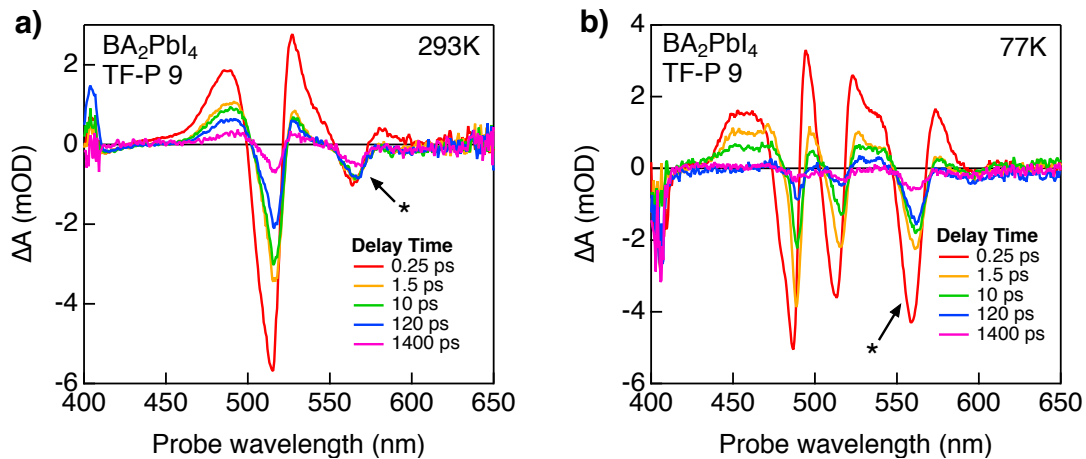 a)
BA₂PbI₄
TF-P 9
293K
ΔA (mOD)
2
0
-2
-4
-6
*
Delay Time
0.25 ps
1.5 ps
10 ps
120 ps
1400 ps
400 450 500 550 600 650
Probe wavelength (nm)
b)
BA₂PbI₄
TF-P 9
77K
ΔA (mOD)
4
2
0
-2
-4
-6
*
Delay Time
0.25 ps
1.5 ps
10 ps
120 ps
1400 ps
400 450 500 550 600 650
Probe wavelength (nm)